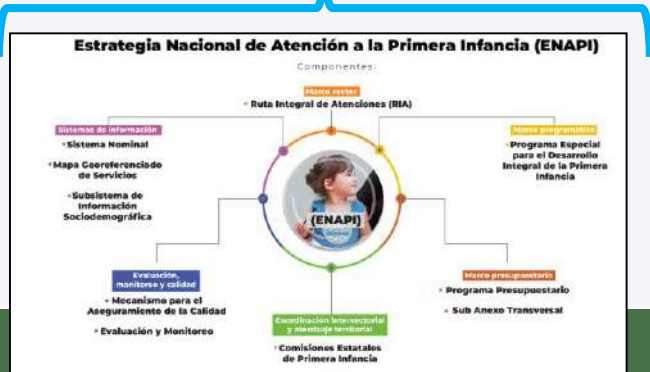 Estrategia Nacional de Atención a la Primera Infancia (ENAPI)
Componentes:
Marco rector
• Ruta Integral de Atenciones (RIA)
Sistemas de información
•Sistema Nominal
•Mapa Georeferenciado
de Servicios
•Subsistema de
Información
Sociodemográfica
Marco programático
•Programa Especial
para el Desarrollo
Integral de la Primera
Infancia
(ENAPI)
Evaluación,
monitoreo y calidad
• Mecanismo para el
Aseguramiento de la Calidad
• Evaluación y Monitoreo
Marco presupuestario
• Programa Presupuestario
• Sub Anexo Transversal
Coordinación intersectorial
y aterrizaje territorial
•Comisiones Estatales
de Primera Infancia